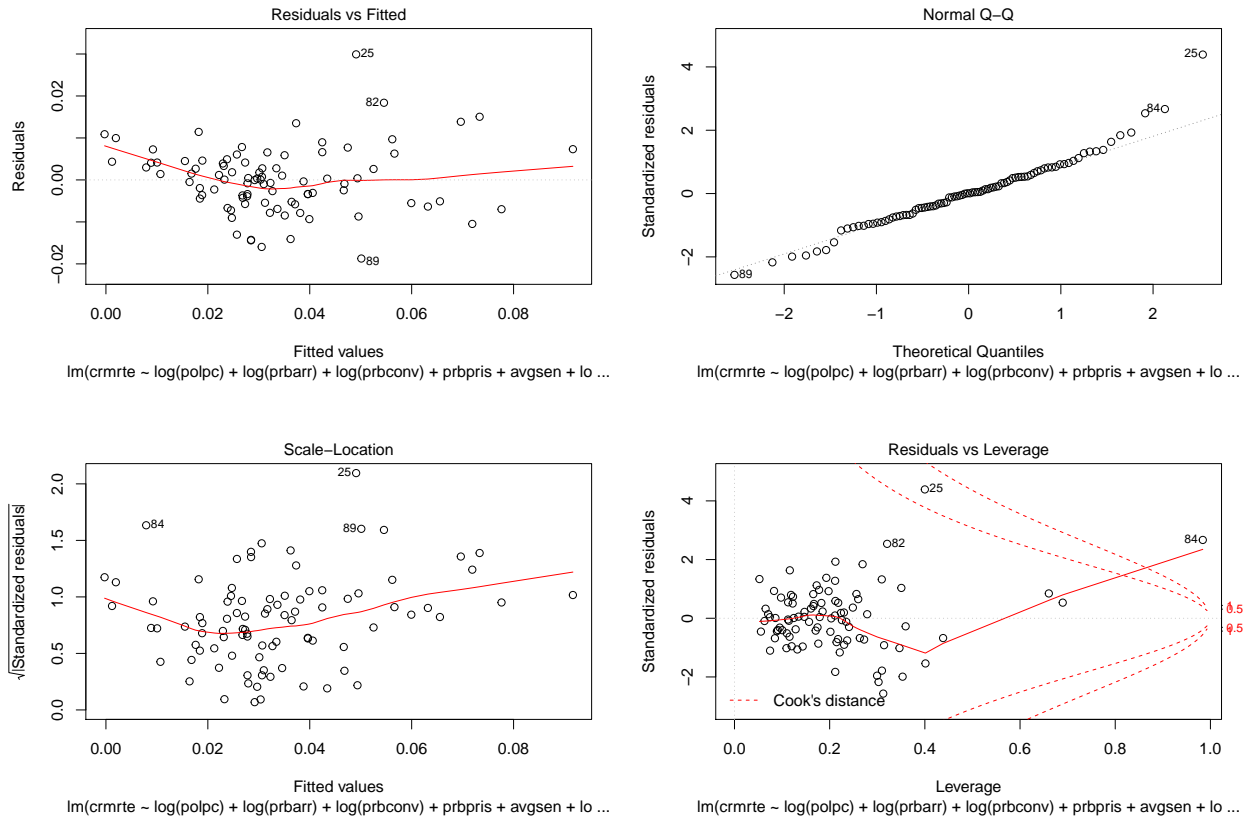 Residuals vs Fitted
Residuals
0.02
0.00
−0.02
25
82
89
0.00 0.02 0.04 0.06 0.08
Fitted values
lm(crmrte ~ log(polpc) + log(prbarr) + log(prbconv) + prbpris + avgsen + lo ...
Normal Q−Q
Standardized residuals
4
2
0
−2
25
84
89
−2 −1 0 1 2
Theoretical Quantiles
lm(crmrte ~ log(polpc) + log(prbarr) + log(prbconv) + prbpris + avgsen + lo ...
Scale−Location
√|Standardized residuals|
2.0
1.5
1.0
0.5
0.0
25
84
89
0.00 0.02 0.04 0.06 0.08
Fitted values
lm(crmrte ~ log(polpc) + log(prbarr) + log(prbconv) + prbpris + avgsen + lo ...
Residuals vs Leverage
Standardized residuals
4
2
0
−2
25
82
84
1
0.5
0.5
1
Cook's distance
0.0 0.2 0.4 0.6 0.8 1.0
Leverage
lm(crmrte ~ log(polpc) + log(prbarr) + log(prbconv) + prbpris + avgsen + lo ...